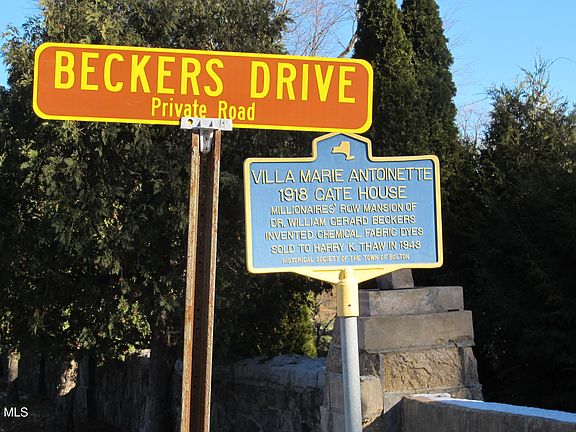 BECKERS DRIVE
Private Road
VILLA MARIE ANTOINETTE
1918 GATE HOUSE
MILLIONAIRES' ROW MANSION OF
DR. WILLIAM GERARD BECKERS
INVENTED CHEMICAL FABRIC DYES
SOLD TO HARRY K. THAW IN 1943
HISTORICAL SOCIETY OF THE TOWN OF BOLTON
MLS